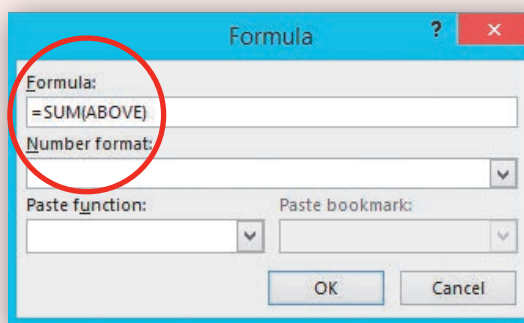 Formula
?
Formula:
=SUM(ABOVE)
Number format:
Paste function:
Paste bookmark:
OK
Cancel